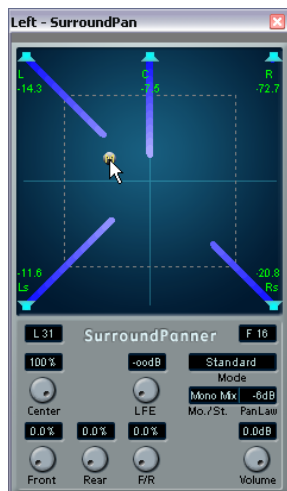 Left - SurroundPan
L C R
-14.3 -7.5 -72.7
-11.6 -20.8
Ls Rs
L 31 SurroundPanner F 16
100% -oodB Standard
Mode
Mono Mix -6dB
Center LFE Mo./St. PanLaw
0.0% 0.0% 0.0% 0.0dB
Front Rear F/R Volume